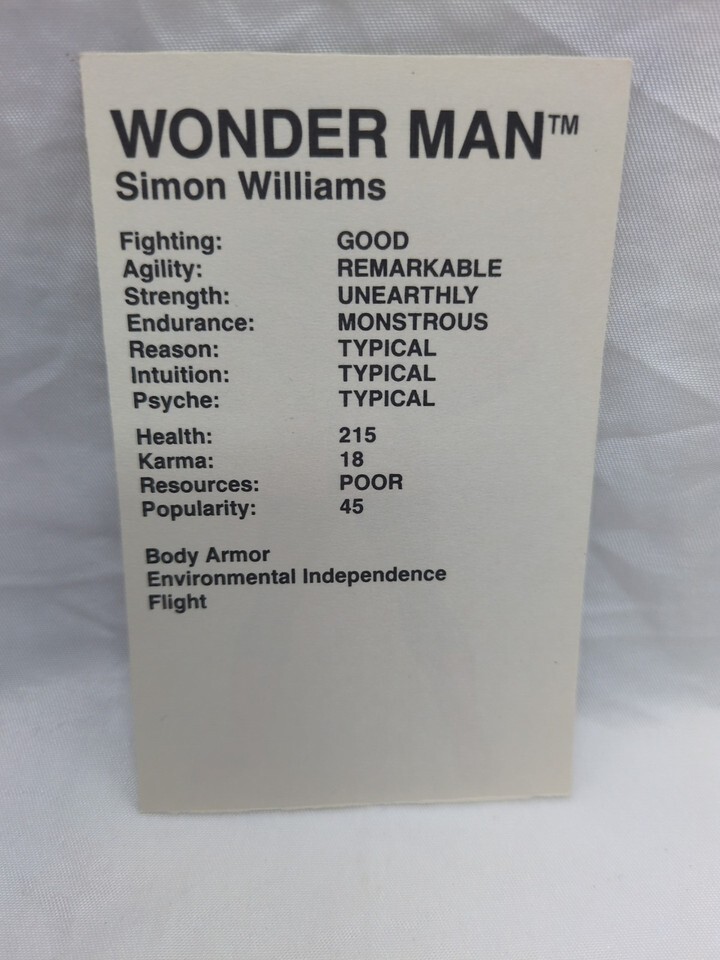 WONDER MAN™
Simon Williams
Fighting: GOOD
Agility: REMARKABLE
Strength: UNEARTHLY
Endurance: MONSTROUS
Reason: TYPICAL
Intuition: TYPICAL
Psyche: TYPICAL
Health: 215
Karma: 18
Resources: POOR
Popularity: 45
Body Armor
Environmental Independence
Flight